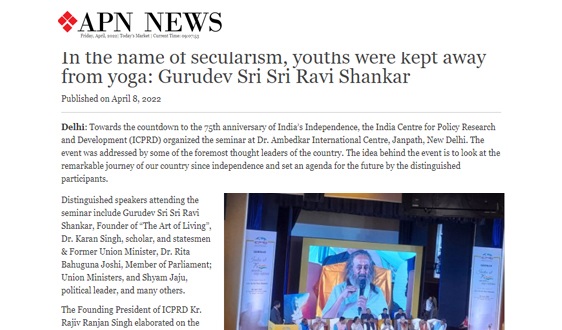 APN NEWS
Friday, April, 2022| Today's Market | Current Time: 09:07:53
In the name of secularism, youths were kept away
from yoga: Gurudev Sri Sri Ravi Shankar
Published on April 8, 2022
Delhi: Towards the countdown to the 75th anniversary of India's Independence, the India Centre for Policy Research
and Development (ICPRD) organized the seminar at Dr. Ambedkar International Centre, Janpath, New Delhi. The
event was addressed by some of the foremost thought leaders of the country. The idea behind the event is to look at the
remarkable journey of our country since independence and set an agenda for the future by the distinguished
participants.
Distinguished speakers attending the
seminar include Gurudev Sri Sri Ravi
Shankar, Founder of “The Art of Living”,
Dr. Karan Singh, scholar, and statesmen
& Former Union Minister, Dr. Rita
Bahuguna Joshi, Member of Parliament;
Union Ministers, and Shyam Jaju,
political leader, and many others.
The Founding President of ICPRD Kr.
Rajiv Ranjan Singh elaborated on the